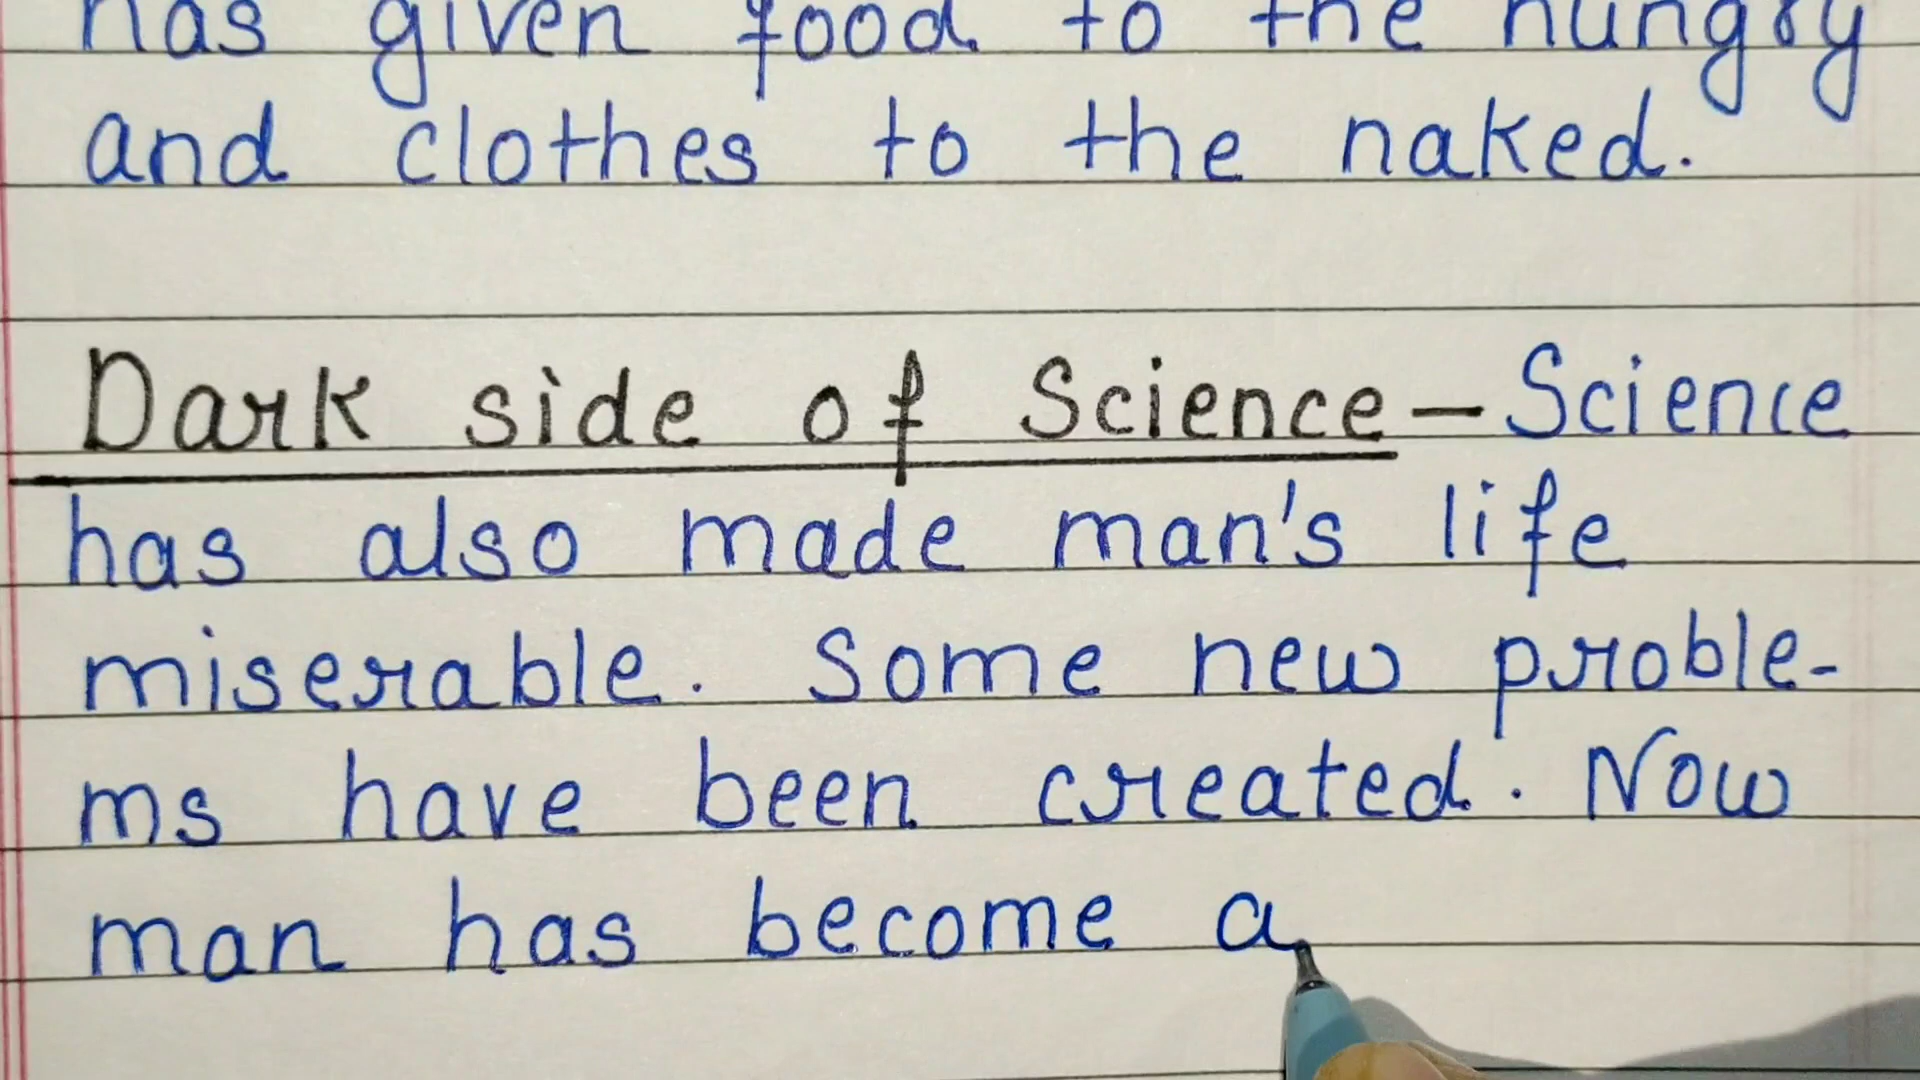 has given food to the hungry
and clothes to the naked.
Dark side of Science – Science
has also made man's life
miserable. Some new proble-
ms have been created. Now
man has become a